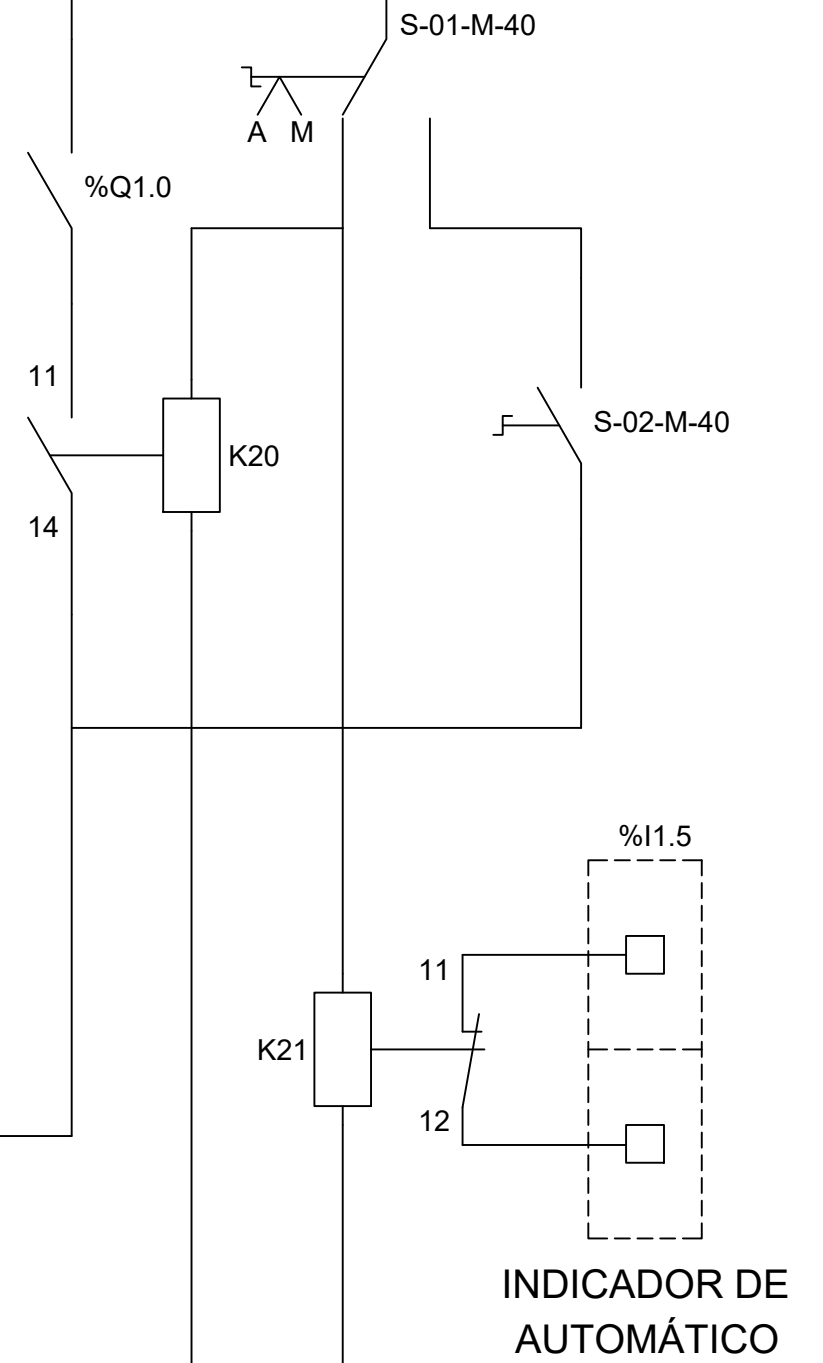 S-01-M-40
A M
%Q1.0
11
S-02-M-40
K20
14
%I1.5
11
K21
12
INDICADOR DE
AUTOMÁTICO